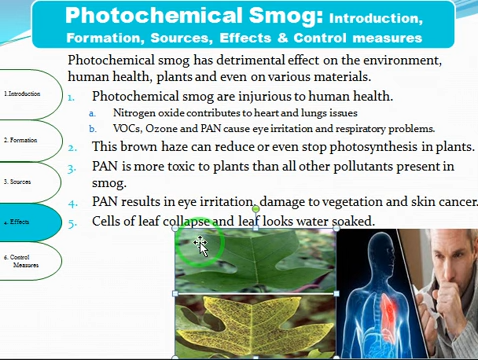 Photochemical Smog: Introduction,
Formation, Sources, Effects & Control measures
Photochemical smog has detrimental effect on the environment,
human health, plants and even on various materials.
1. Photochemical smog are injurious to human health.
a. Nitrogen oxide contributes to heart and lungs issues
b. VOCs, Ozone and PAN cause eye irritation and respiratory problems.
2. This brown haze can reduce or even stop photosynthesis in plants.
3. PAN is more toxic to plants than all other pollutants present in
smog.
4. PAN results in eye irritation, damage to vegetation and skin cancer.
5. Cells of leaf collapse and leaf looks water soaked.
1.Introduction
2. Formation
3. Sources
4. Effects
6. Control
Measures